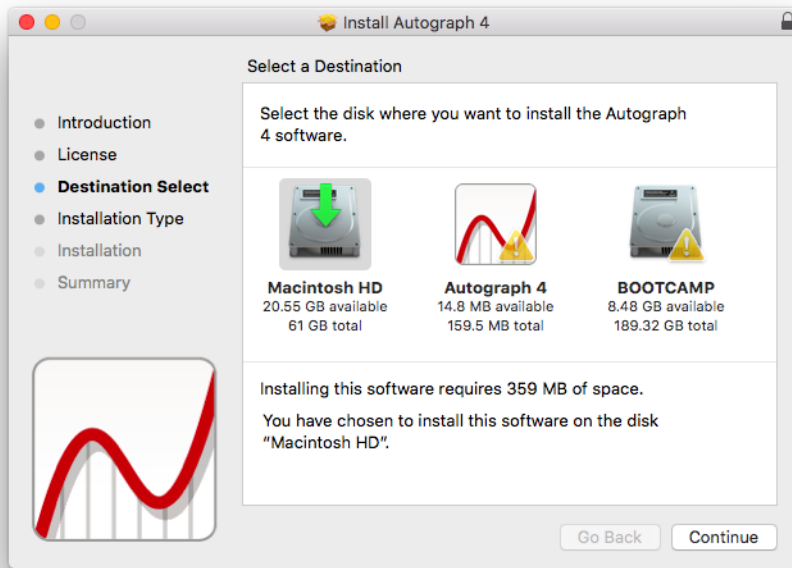 Install Autograph 4
Select a Destination
Introduction
License
Destination Select
Installation Type
Installation
Summary
Select the disk where you want to install the Autograph
4 software.
Macintosh HD
20.55 GB available
61 GB total
Autograph 4
14.8 MB available
159.5 MB total
BOOTCAMP
8.48 GB available
189.32 GB total
Installing this software requires 359 MB of space.
You have chosen to install this software on the disk
“Macintosh HD”.
Go Back
Continue